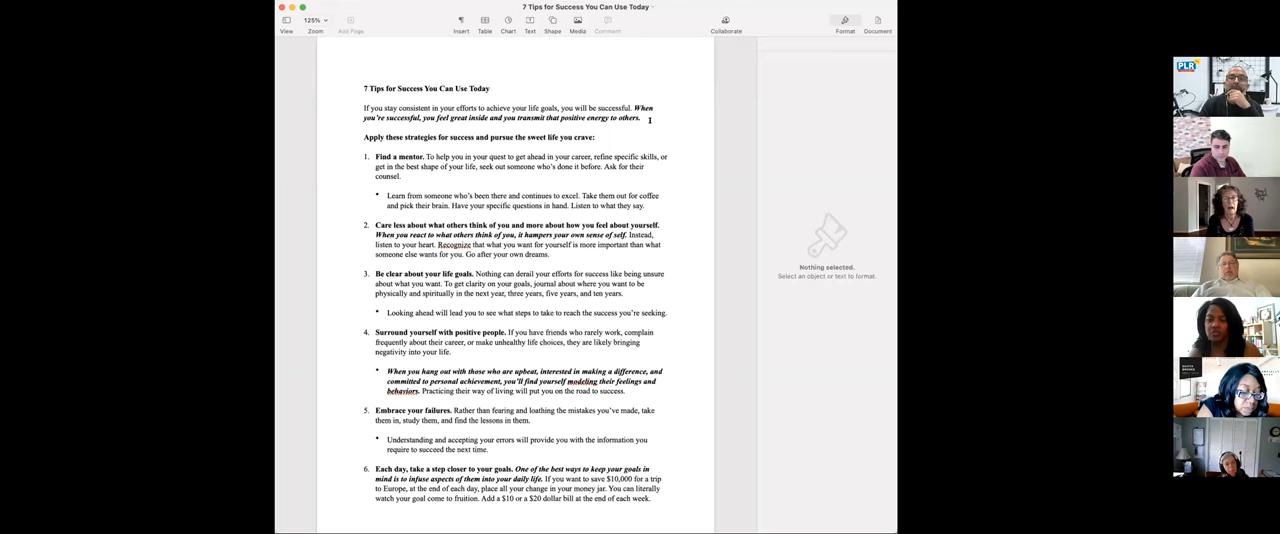 7 Tips for Success You Can Use Today
125%
View
Zoom
Add Page
Insert
Table
Chart
Text
Shape
Media
Comment
Collaborate
Format
Document
7 Tips for Success You Can Use Today
If you stay consistent in your efforts to achieve your life goals, you will be successful. When
you're successful, you feel great inside and you transmit that positive energy to others.
Apply these strategies for success and pursue the sweet life you crave:
1. Find a mentor. To help you in your quest to get ahead in your career, refine specific skills, or
get in the best shape of your life, seek out someone who's done it before. Ask for their
counsel.
• Learn from someone who's been there and continues to excel. Take them out for coffee
and pick their brain. Have your specific questions in hand. Listen to what they say.
2. Care less about what others think of you and more about how you feel about yourself.
When you react to what others think of you, it hampers your own sense of self. Instead,
listen to your heart. Recognize that what you want for yourself is more important than what
someone else wants for you. Go after your own dreams.
3. Be clear about your life goals. Nothing can derail your efforts for success like being unsure
about what you want. To get clarity on your goals, journal about where you want to be
physically and spiritually in the next year, three years, five years, and ten years.
• Looking ahead will lead you to see what steps to take to reach the success you're seeking.
4. Surround yourself with positive people. If you have friends who rarely work, complain
frequently about their career, or make unhealthy life choices, they are likely bringing
negativity into your life.
• When you hang out with those who are upbeat, interested in making a difference, and
committed to personal achievement, you'll find yourself modeling their feelings and
behaviors. Practicing their way of living will put you on the road to success.
5. Embrace your failures. Rather than fearing and loathing the mistakes you've made, take
them in, study them, and find the lessons in them.
• Understanding and accepting your errors will provide you with the information you
require to succeed the next time.
6. Each day, take a step closer to your goals. One of the best ways to keep your goals in
mind is to infuse aspects of them into your daily life. If you want to save $10,000 for a trip
to Europe, at the end of each day, place all your change in your money jar. You can literally
watch your goal come to fruition. Add a $10 or a $20 dollar bill at the end of each week.
Nothing selected.
Select an object or text to format.
PLR